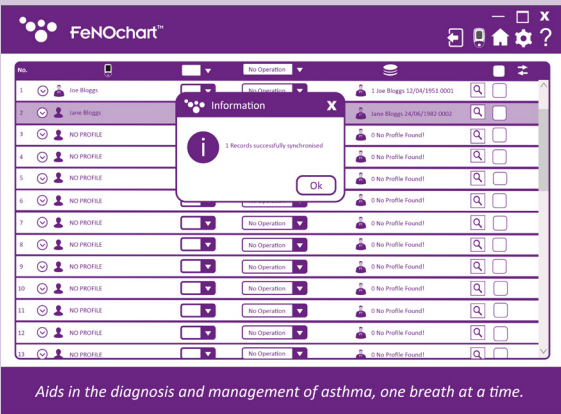 FeNOchart™
No.
No Operation
1 Joe Bloggs 1 Joe Bloggs 12/04/1951 0001
2 Jane Bloggs Jane Bloggs 24/06/1982 0002
Information X
1 Records successfully synchronised
Ok
3 NO PROFILE 0 No Profile Found!
4 NO PROFILE 0 No Profile Found!
5 NO PROFILE 0 No Profile Found!
6 NO PROFILE No Operation 0 No Profile Found!
7 NO PROFILE No Operation 0 No Profile Found!
8 NO PROFILE No Operation 0 No Profile Found!
9 NO PROFILE No Operation 0 No Profile Found!
10 NO PROFILE No Operation 0 No Profile Found!
11 NO PROFILE No Operation 0 No Profile Found!
12 NO PROFILE No Operation 0 No Profile Found!
13 NO PROFILE No Operation 0 No Profile Found!
Aids in the diagnosis and management of asthma, one breath at a time.